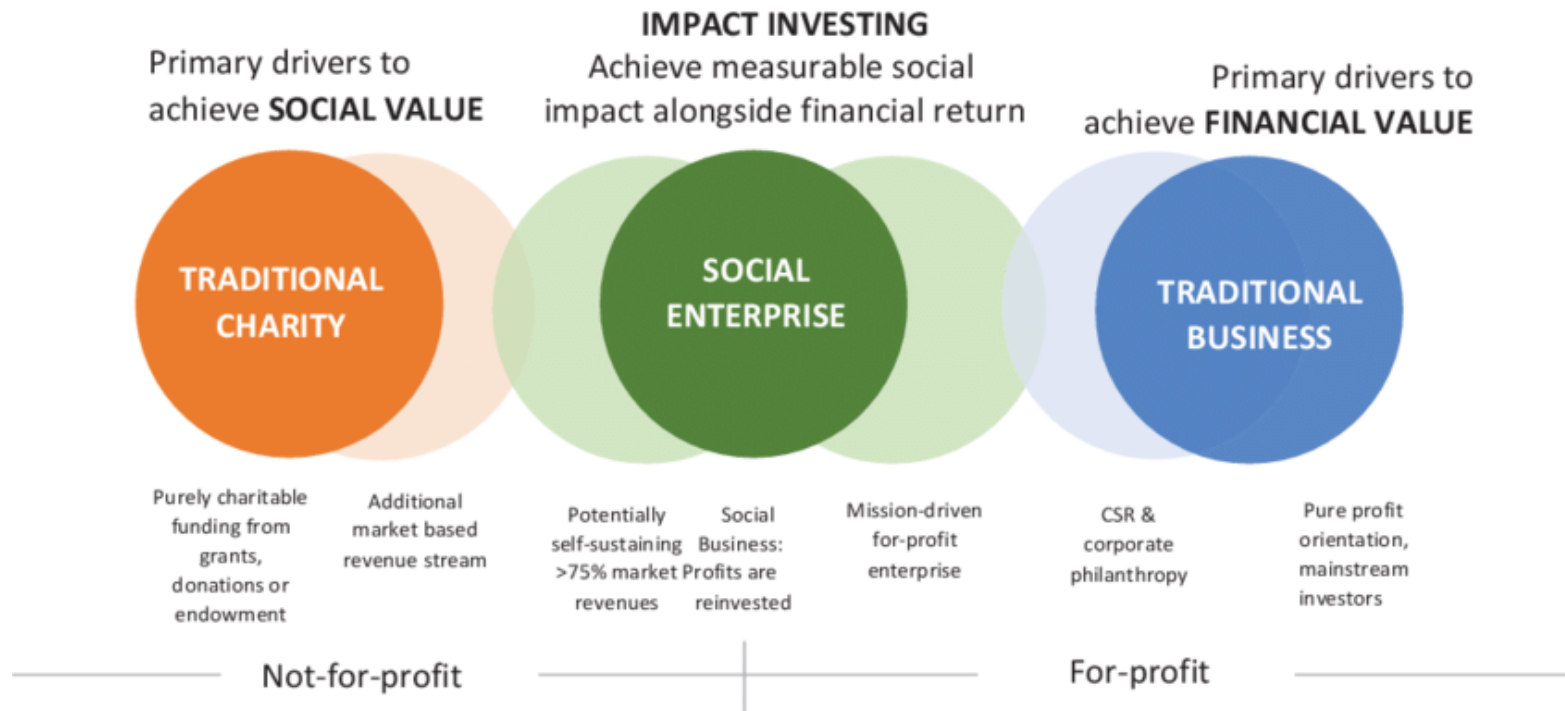 IMPACT INVESTING
Achieve measurable social
impact alongside financial return
Primary drivers to
achieve SOCIAL VALUE
Primary drivers to
achieve FINANCIAL VALUE
TRADITIONAL
CHARITY
SOCIAL
ENTERPRISE
TRADITIONAL
BUSINESS
Purely charitable
funding from
grants,
donations or
endowment
Additional
market based
revenue stream
Potentially
self-sustaining
>75% market
revenues
Social
Business:
Profits are
reinvested
Mission-driven
for-profit
enterprise
CSR &
corporate
philanthropy
Pure profit
orientation,
mainstream
investors
Not-for-profit
For-profit